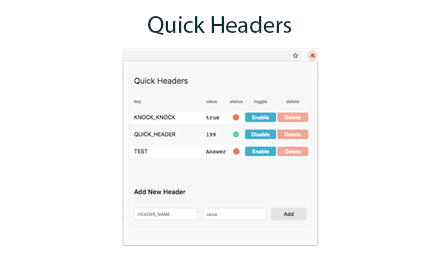 Quick Headers
Quick Headers
key value status toggle delete
KNOCK_KNOCK true Enable Delete
QUICK_HEADER 199 Disable Delete
TEST Answer Enable Delete
Add New Header
HEADER_NAME value Add